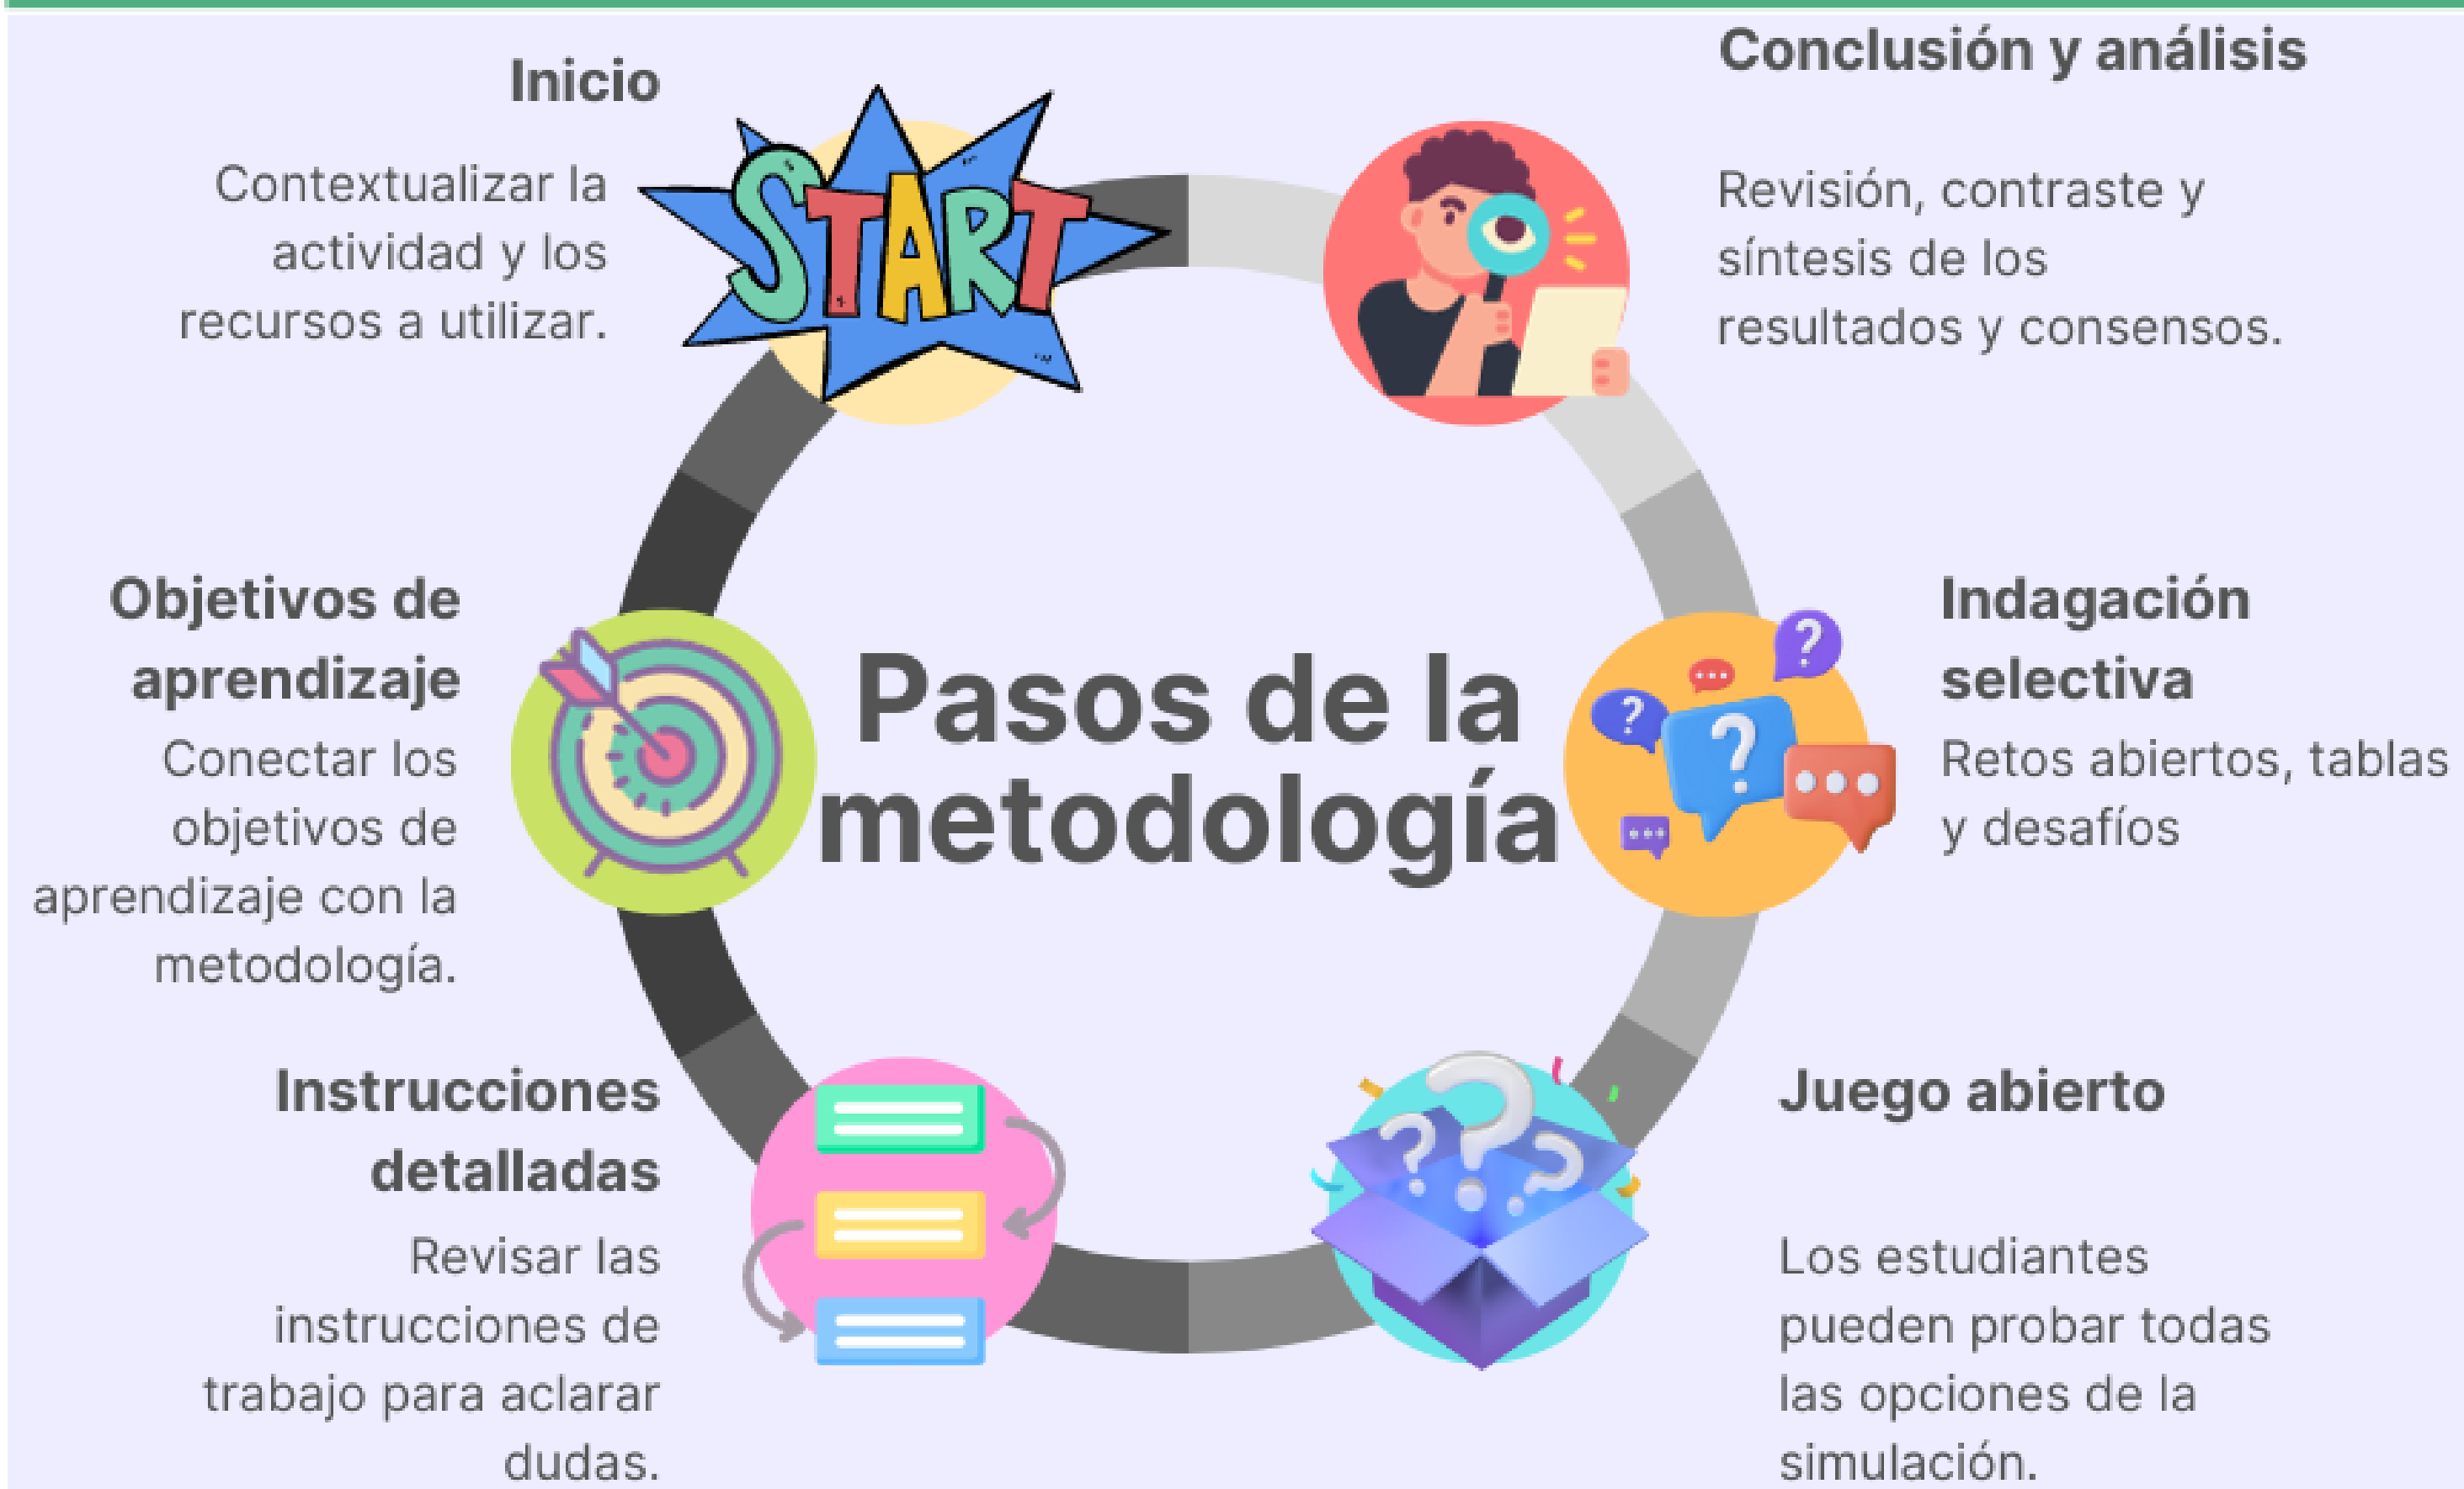 Inicio
Contextualizar la
actividad y los
recursos a utilizar.
START
Conclusión y análisis
Revisión, contraste y
síntesis de los
resultados y consensos.
Objetivos de
aprendizaje
Conectar los
objetivos de
aprendizaje con la
metodología.
Pasos de la
metodología
?
?
?
Indagación
selectiva
Retos abiertos, tablas
y desafíos
Instrucciones
detalladas
Revisar las
instrucciones de
trabajo para aclarar
dudas.
? ? ?
Juego abierto
Los estudiantes
pueden probar todas
las opciones de la
simulación.